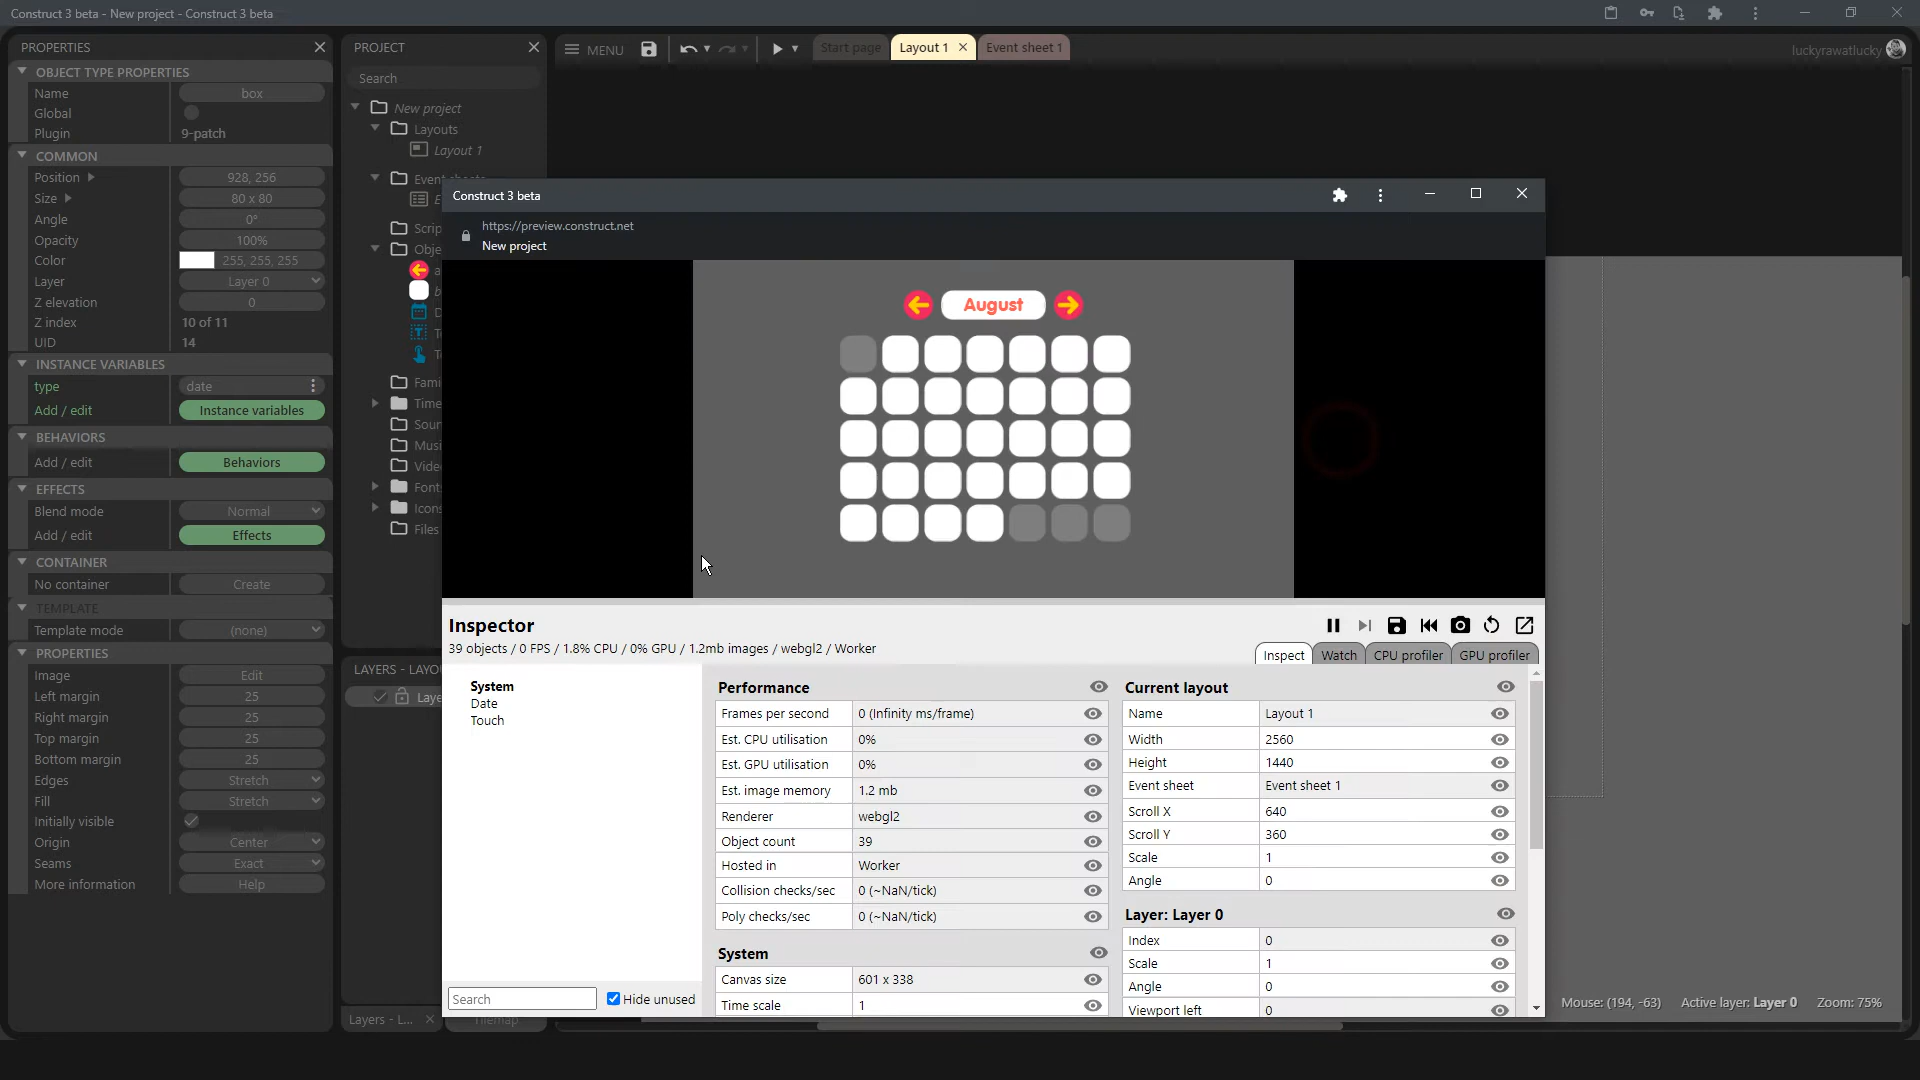 Construct 3 beta - New project - Construct 3 beta
PROPERTIES
OBJECT TYPE PROPERTIES
Name box
Global
Plugin 9-patch
COMMON
Position 928, 256
Size 80 x 80
Angle 0°
Opacity 100%
Color 255, 255, 255
Layer Layer 0
Z elevation 0
Z index 10 of 11
UID 14
INSTANCE VARIABLES
type date
Add / edit Instance variables
BEHAVIORS
Add / edit Behaviors
EFFECTS
Blend mode Normal
Add / edit Effects
CONTAINER
No container Create
TEMPLATE
Template mode (none)
PROPERTIES
Image Edit
Left margin 25
Right margin 25
Top margin 25
Bottom margin 25
Edges Stretch
Fill Stretch
Initially visible
Origin Center
Seams Exact
More information Help
PROJECT
Search
New project
Layouts
Layout 1
Event
E
Scrip
Obje
a
b
D
T
T
Fami
Time
Soun
Musi
Vide
Font
Icons
Files
LAYERS - LAYO
Laye
Layers - L...
Tilemap
MENU
Start page
Layout 1
Event sheet 1
luckyrawatlucky
Construct 3 beta
https://preview.construct.net
New project
August
Inspector
39 objects / 0 FPS / 1.8% CPU / 0% GPU / 1.2mb images / webgl2 / Worker
Inspect Watch CPU profiler GPU profiler
System
Date
Touch
Search
Hide unused
Performance
Frames per second 0 (Infinity ms/frame)
Est. CPU utilisation 0%
Est. GPU utilisation 0%
Est. image memory 1.2 mb
Renderer webgl2
Object count 39
Hosted in Worker
Collision checks/sec 0 (~NaN/tick)
Poly checks/sec 0 (~NaN/tick)
System
Canvas size 601 x 338
Time scale 1
Current layout
Name Layout 1
Width 2560
Height 1440
Event sheet Event sheet 1
Scroll X 640
Scroll Y 360
Scale 1
Angle 0
Layer: Layer 0
Index 0
Scale 1
Angle 0
Viewport left 0
Mouse: (194, -63) Active layer: Layer 0 Zoom: 75%